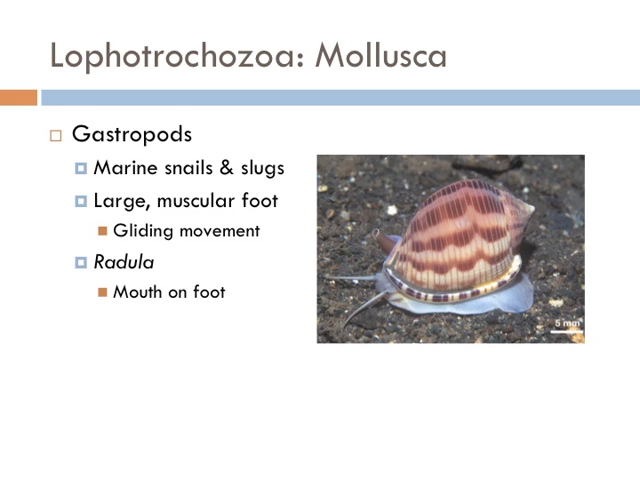 Lophotrochozoa: Mollusca
Gastropods
Marine snails & slugs
Large, muscular foot
Gliding movement
Radula
Mouth on foot
5 mm